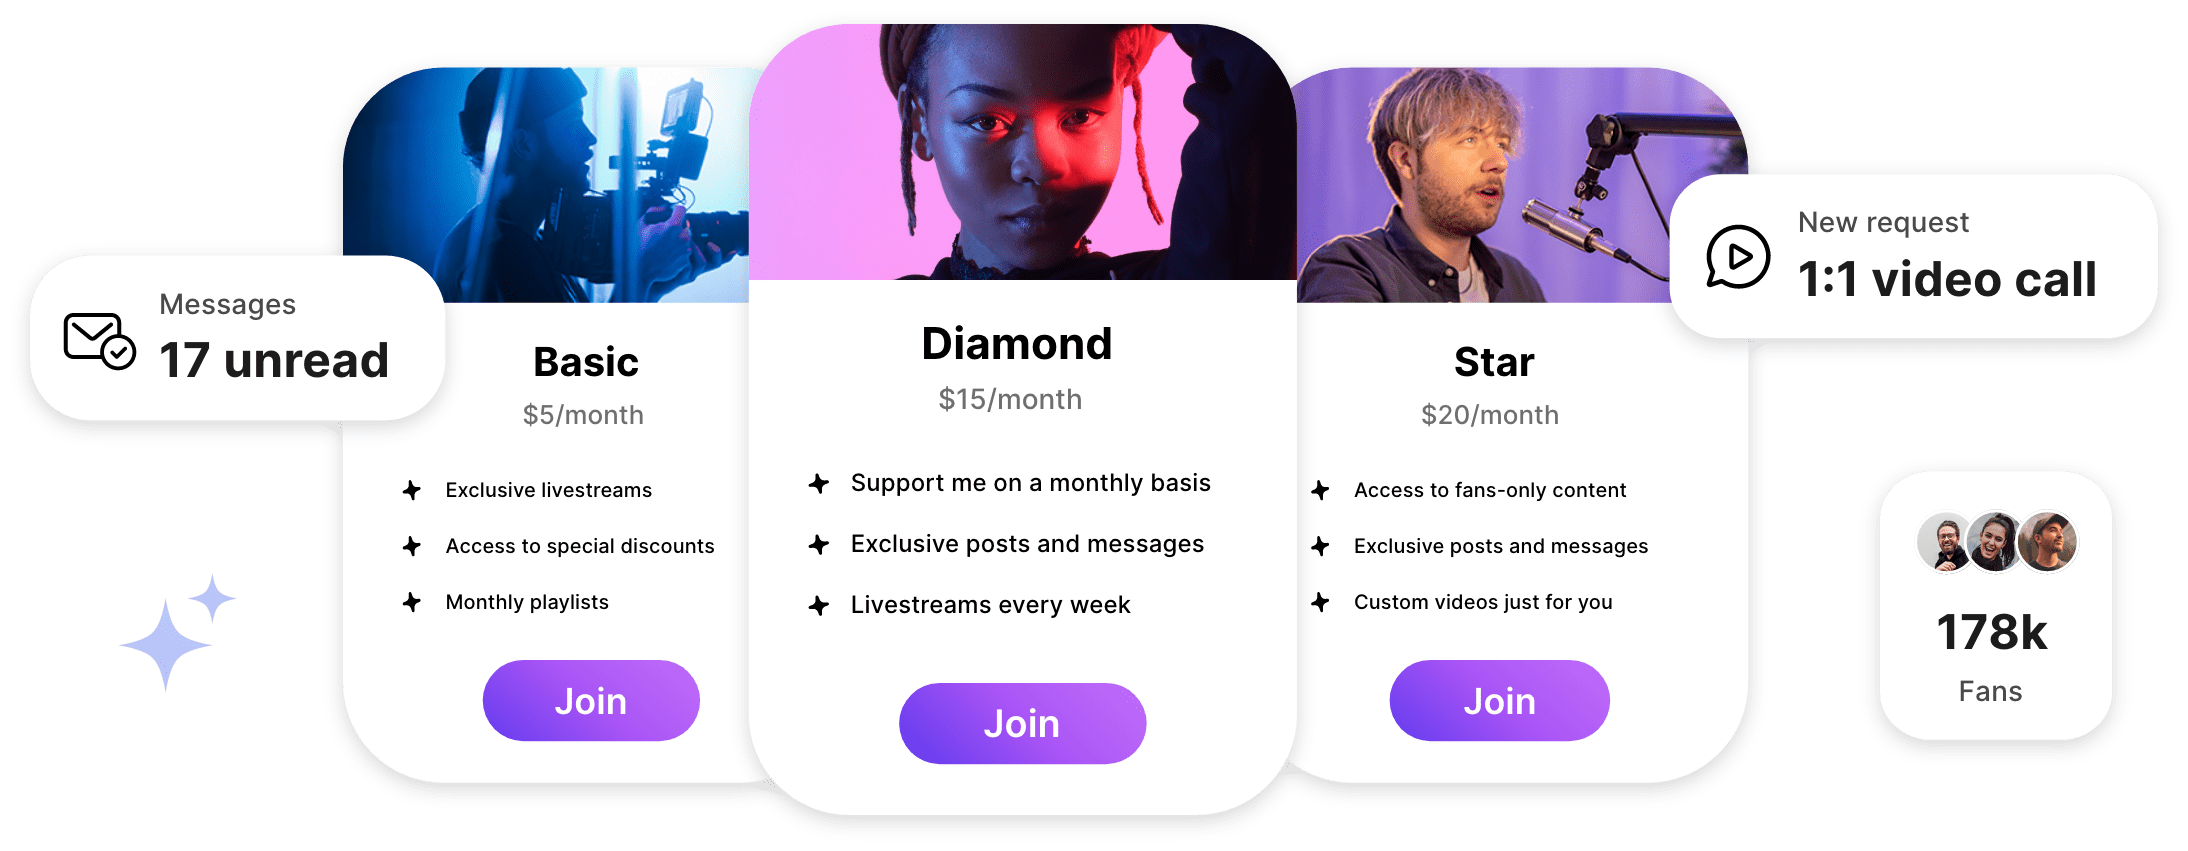 Messages
17 unread
Basic
$5/month
Exclusive livestreams
Access to special discounts
Monthly playlists
Join
Diamond
$15/month
Support me on a monthly basis
Exclusive posts and messages
Livestreams every week
Join
Star
$20/month
Access to fans-only content
Exclusive posts and messages
Custom videos just for you
Join
New request
1:1 video call
178k
Fans